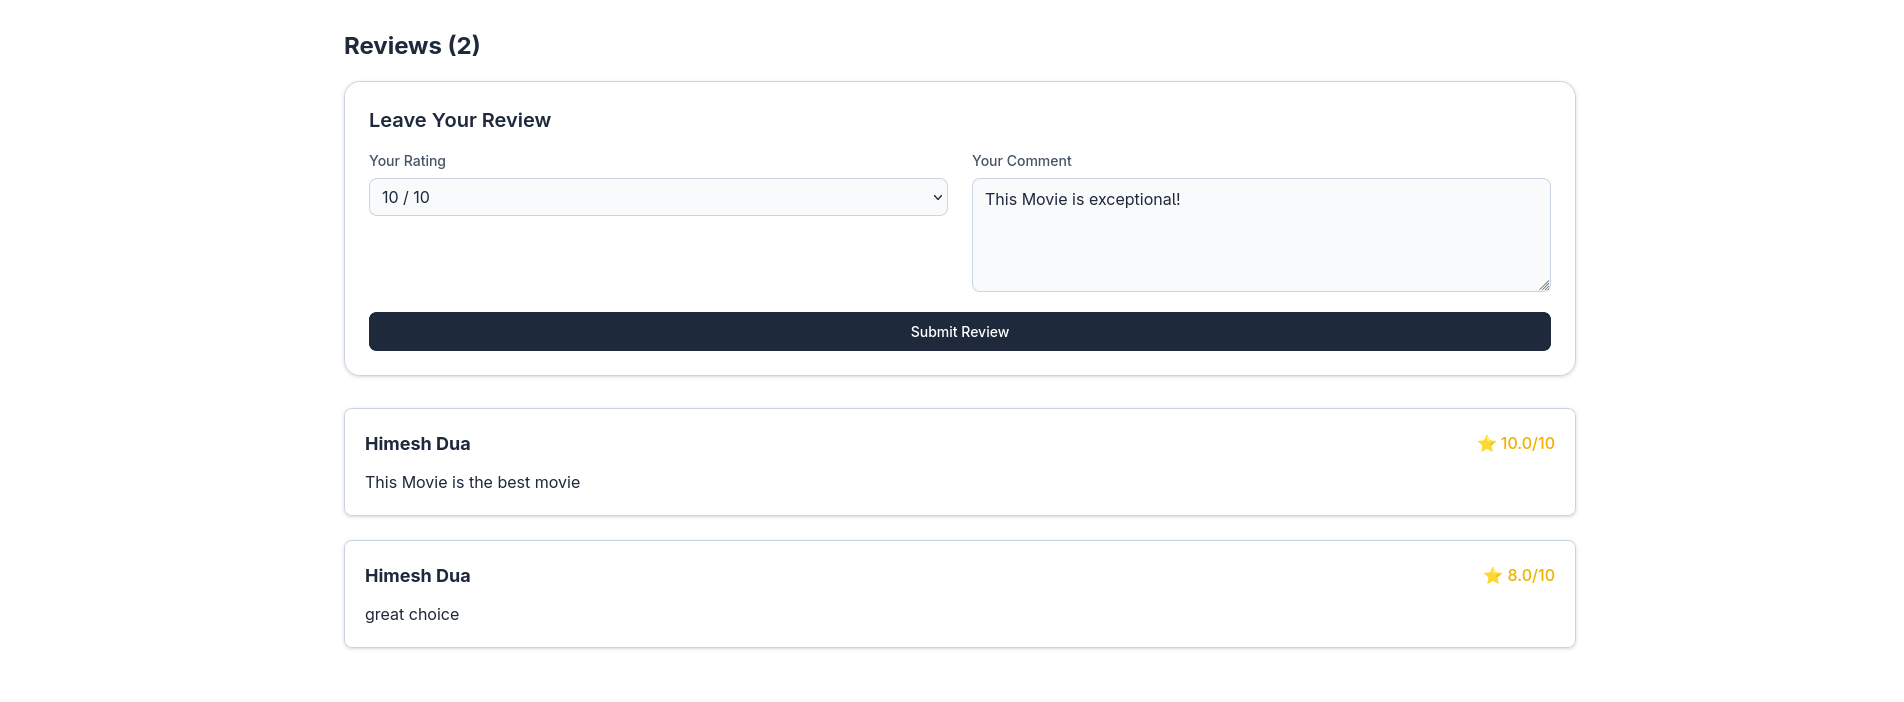 Reviews (2)
Leave Your Review
Your Rating
10 / 10
Your Comment
This Movie is exceptional!
Submit Review
Himesh Dua
⭐ 10.0/10
This Movie is the best movie
Himesh Dua
⭐ 8.0/10
great choice